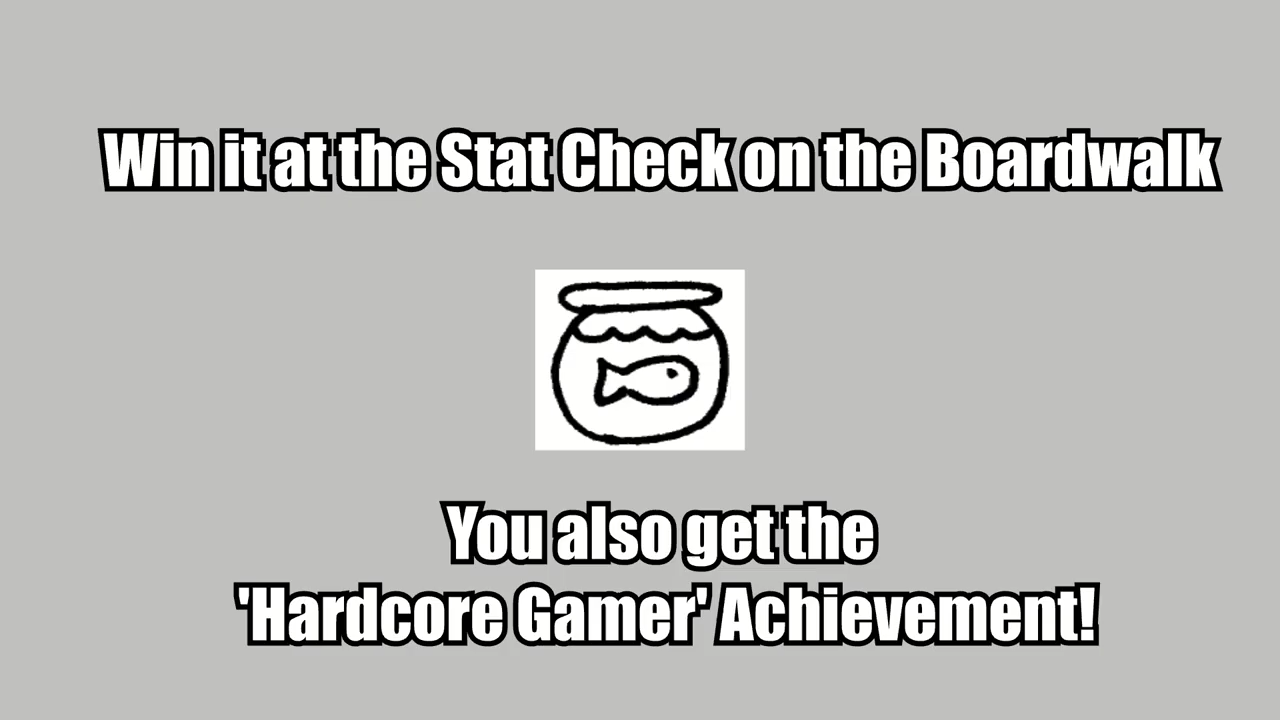 Win it at the Stat Check on the Boardwalk
You also get the
'Hardcore Gamer' Achievement!